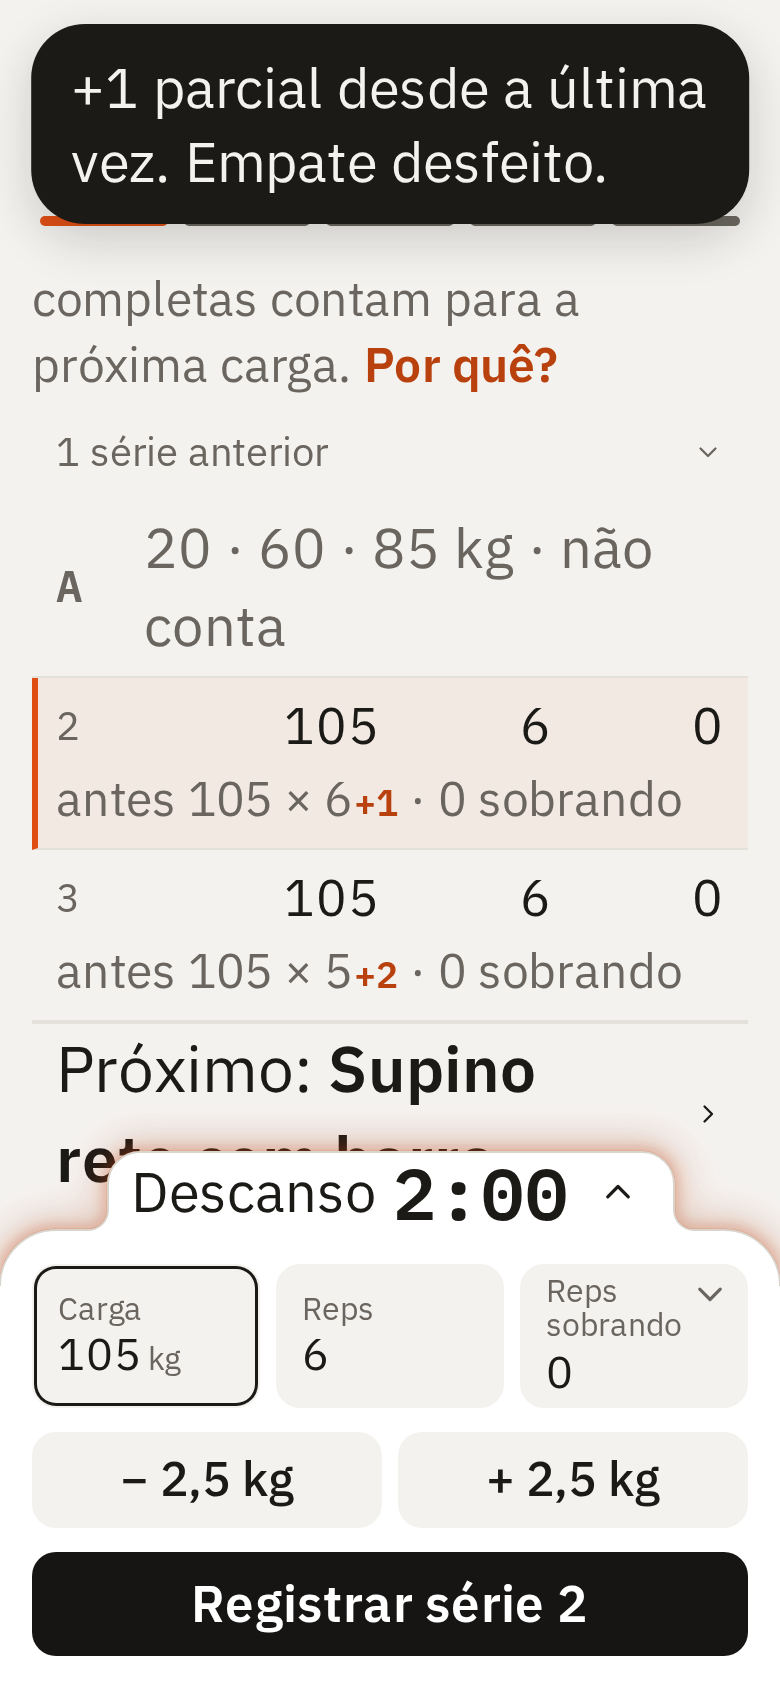 +1 parcial desde a última
vez. Empate desfeito.
completas contam para a
próxima carga. Por quê?
1 série anterior
A 20 · 60 · 85 kg · não
conta
2 105 6 0
antes 105 × 6+1 · 0 sobrando
3 105 6 0
antes 105 × 5+2 · 0 sobrando
Próximo: Supino
reto com barra
Descanso 2:00
Carga
105 kg
Reps
6
Reps
sobrando
0
− 2,5 kg
+ 2,5 kg
Registrar série 2